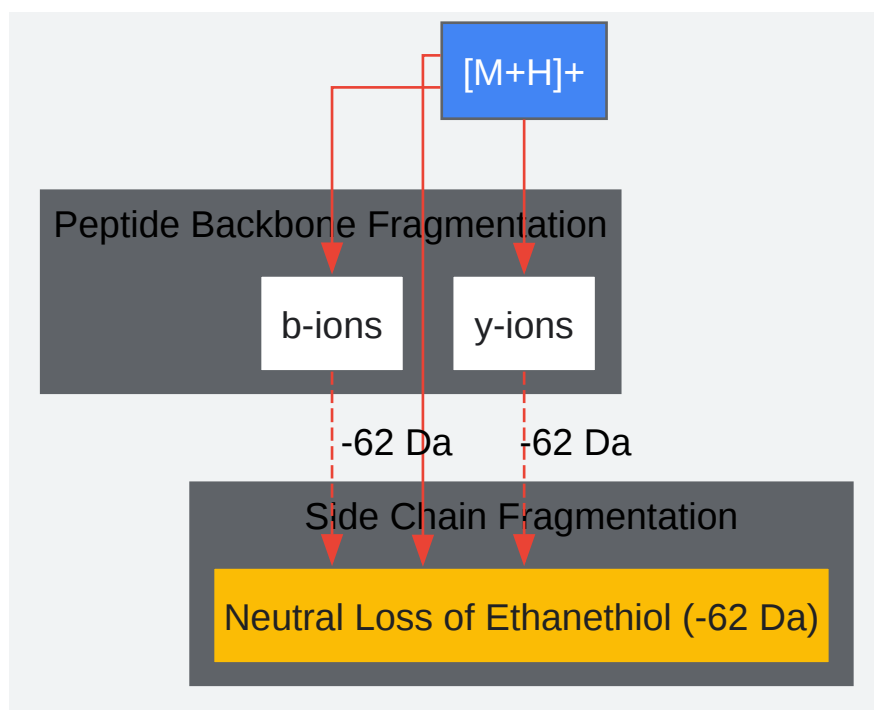 [M+H]+
Peptide Backbone Fragmentation
b-ions
y-ions
-62 Da
-62 Da
Side Chain Fragmentation
Neutral Loss of Ethanethiol (-62 Da)